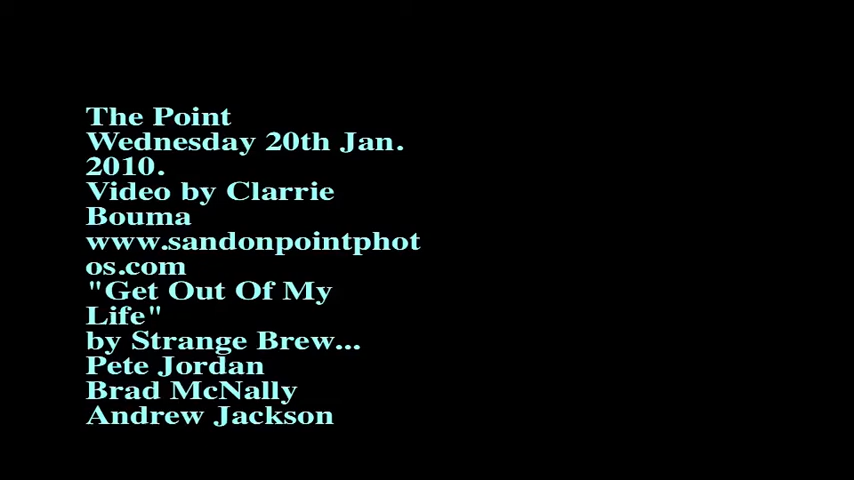 The Point
Wednesday 20th Jan.
2010.
Video by Clarrie
Bouma
www.sandonpointphot
os.com
"Get Out Of My
Life"
by Strange Brew...
Pete Jordan
Brad McNally
Andrew Jackson